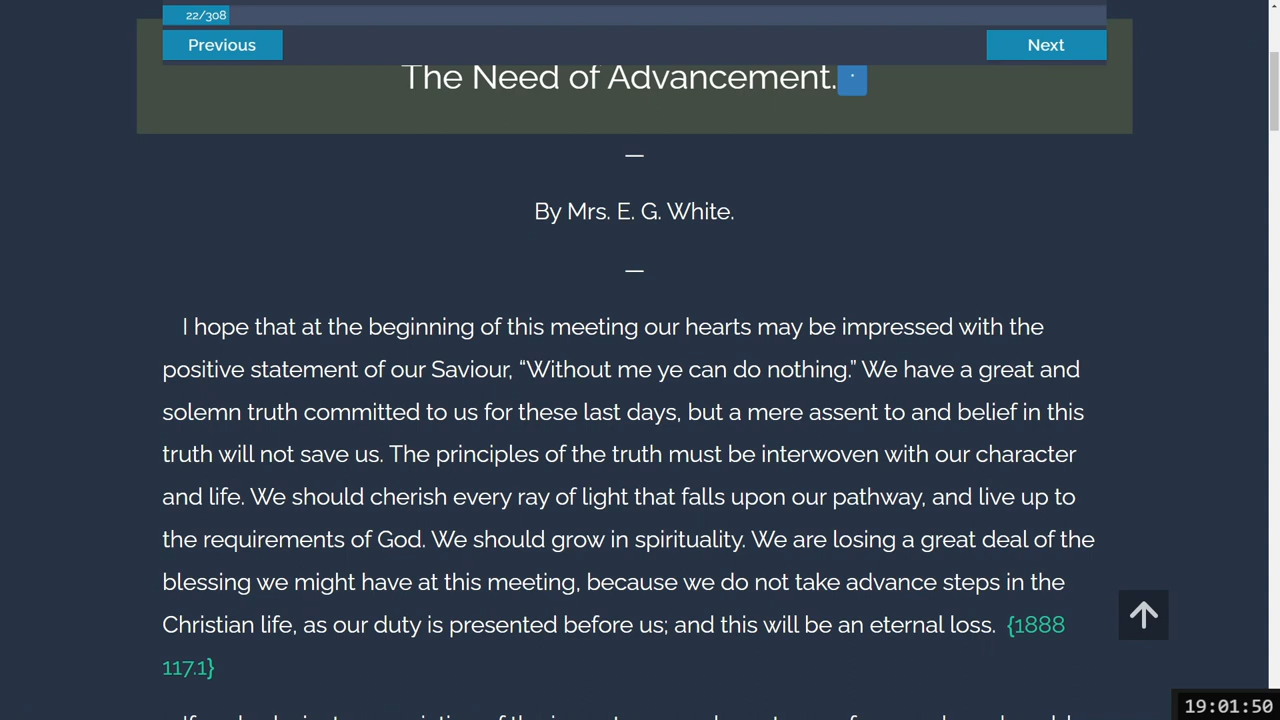 22/308
Previous
Next
The Need of Advancement.
—
By Mrs. E. G. White.
—
I hope that at the beginning of this meeting our hearts may be impressed with the
positive statement of our Saviour, “Without me ye can do nothing.” We have a great and
solemn truth committed to us for these last days, but a mere assent to and belief in this
truth will not save us. The principles of the truth must be interwoven with our character
and life. We should cherish every ray of light that falls upon our pathway, and live up to
the requirements of God. We should grow in spirituality. We are losing a great deal of the
blessing we might have at this meeting, because we do not take advance steps in the
Christian life, as our duty is presented before us; and this will be an eternal loss. {1888
117.1}
19:01:50